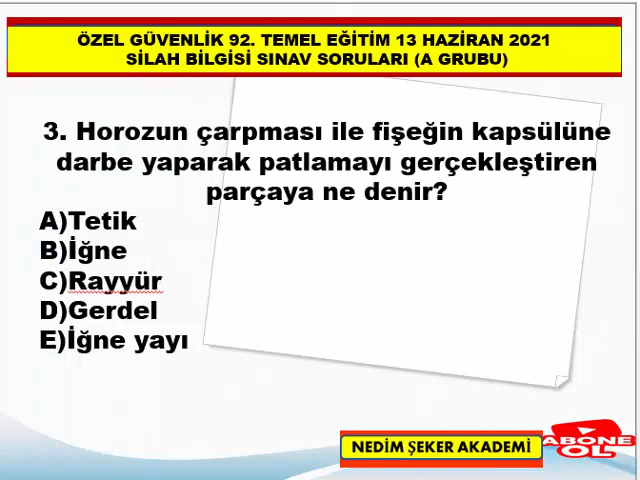 ÖZEL GÜVENLİK 92. TEMEL EĞİTİM 13 HAZİRAN 2021
SİLAH BİLGİSİ SINAV SORULARI (A GRUBU)
3. Horozun çarpması ile fişeğin kapsülüne
darbe yaparak patlamayı gerçekleştiren
parçaya ne denir?
A)Tetik
B)İğne
C)Rayyür
D)Gerdel
E)İğne yayı
NEDİM ŞEKER AKADEMİ
ABONE
OL